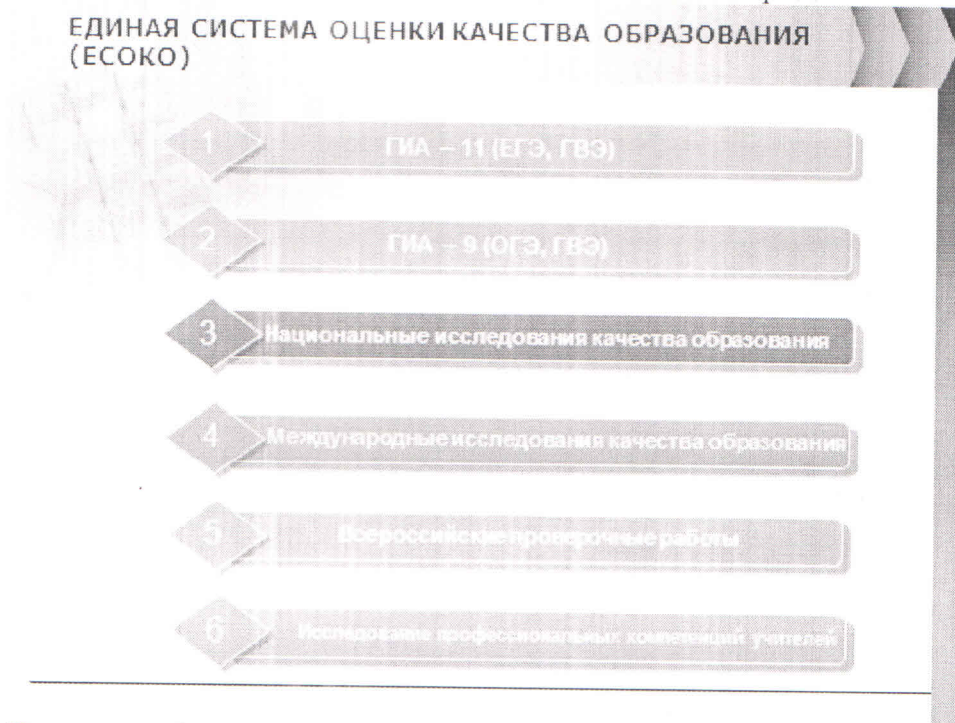 ЕДИНАЯ СИСТЕМА ОЦЕНКИ КАЧЕСТВА ОБРАЗОВАНИЯ
(ЕСОКО)
1
ГИА – 11 (ЕГЭ, ГВЭ)
2
ГИА – 9 (ОГЭ, ГВЭ)
3
Национальные исследования качества образования
4
Международные исследования качества образования
5
Всероссийские проверочные работы
6
Исследование профессиональных компетенций учителей